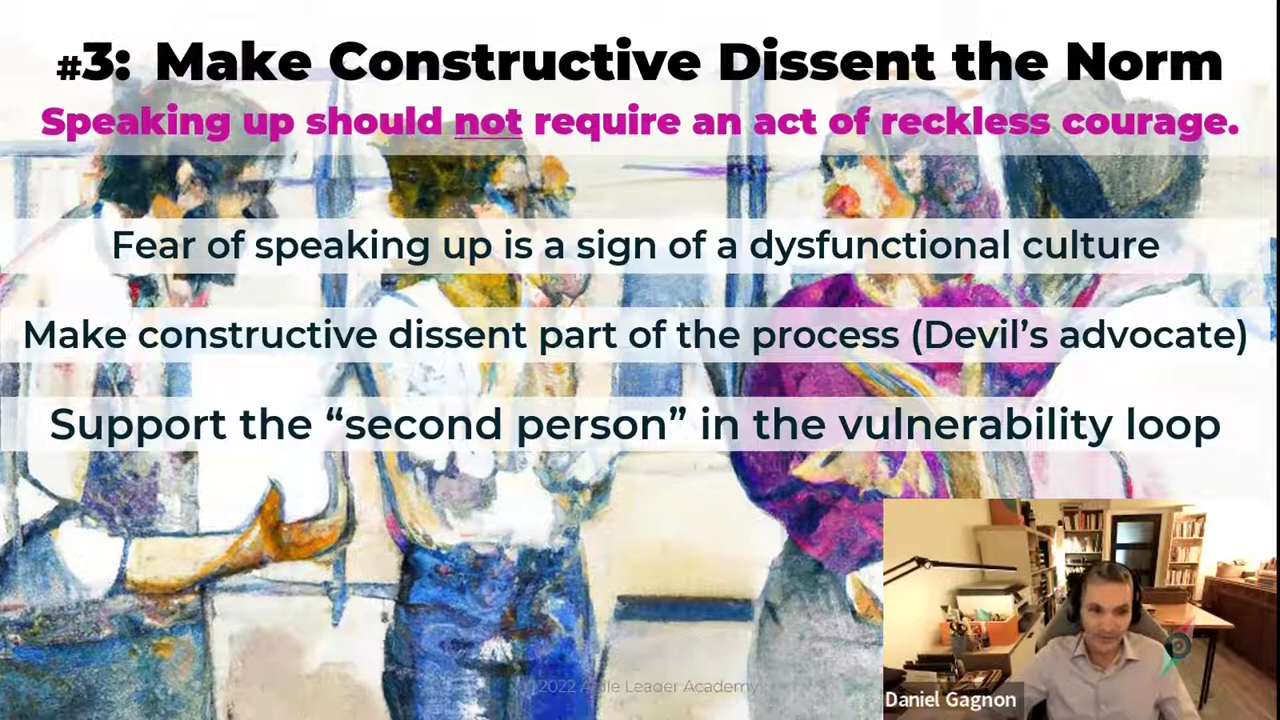 #3: Make Constructive Dissent the Norm
Speaking up should not require an act of reckless courage.
Fear of speaking up is a sign of a dysfunctional culture
Make constructive dissent part of the process (Devil’s advocate)
Support the “second person” in the vulnerability loop
2022 Agile Leader Academy
Daniel Gagnon